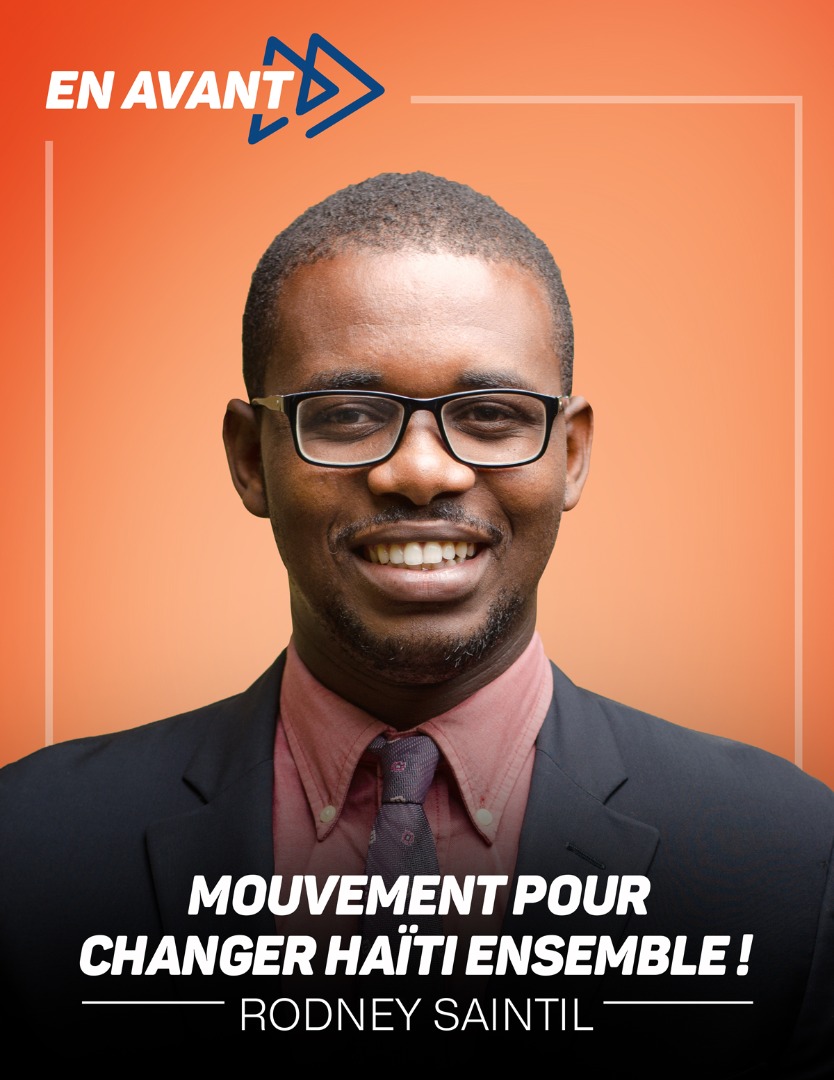 EN AVANT
MOUVEMENT POUR
CHANGER HAÏTI ENSEMBLE !
RODNEY SAINTIL